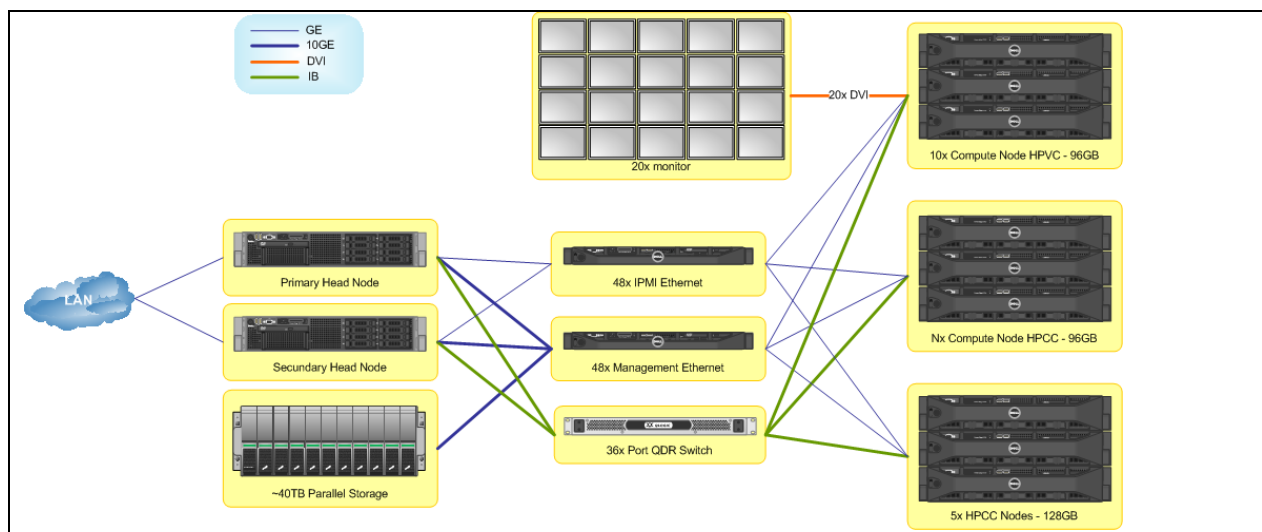 GE
10GE
DVI
IB
20x DVI
20x monitor
10x Compute Node HPVC - 96GB
LAN
Primary Head Node
48x IPMI Ethernet
Nx Compute Node HPCC - 96GB
Secundary Head Node
48x Management Ethernet
36x Port QDR Switch
~40TB Parallel Storage
5x HPCC Nodes - 128GB